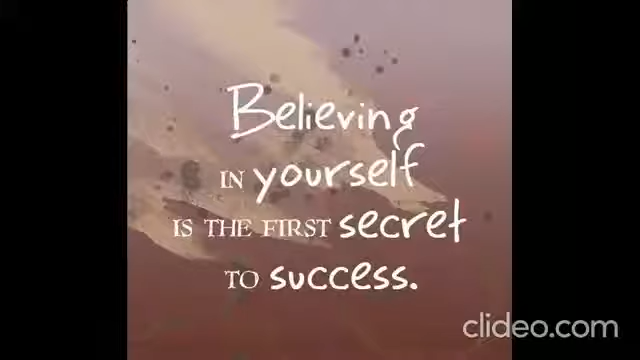 Believing
IN yourself
IS THE FIRST secret
TO success.
clideo.com